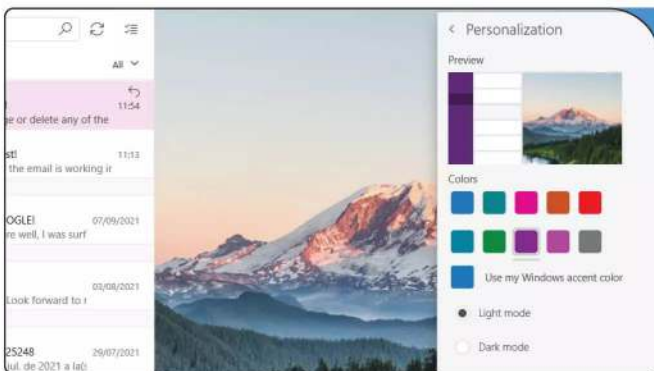 All
11:54
e or delete any of the
st!
11:13
the email is working ir
OGLE!
07/09/2021
re well, I was surf
03/08/2021
Look forward to r
25248
29/07/2021
jul. de 2021 a la(s
Personalization
Preview
Colors
Use my Windows accent color
Light mode
Dark mode